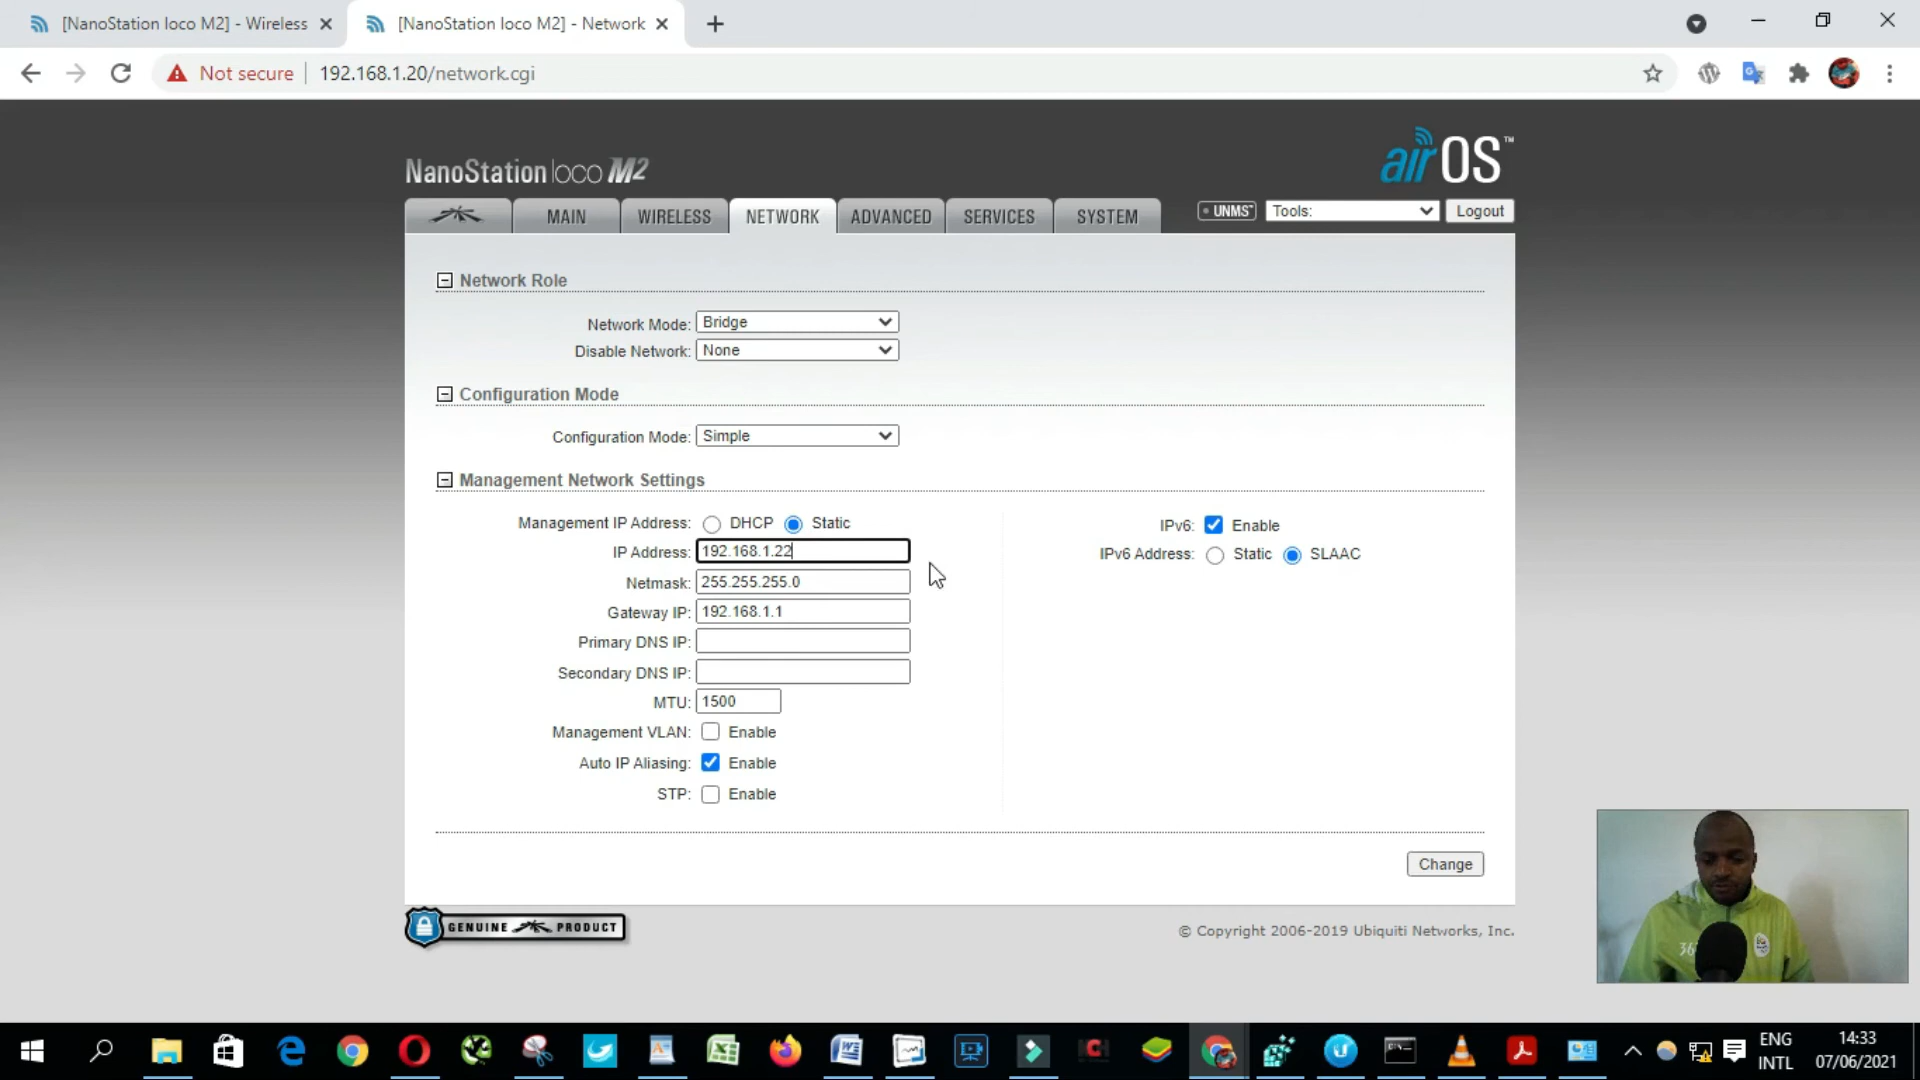 [NanoStation loco M2] - Wireless
[NanoStation loco M2] - Network
Not secure
192.168.1.20/network.cgi
NanoStation loco M2
airOS™
MAIN
WIRELESS
NETWORK
ADVANCED
SERVICES
SYSTEM
UNMS™
Tools:
Logout
Network Role
Network Mode: Bridge
Disable Network: None
Configuration Mode
Configuration Mode: Simple
Management Network Settings
Management IP Address: DHCP Static
IP Address: 192.168.1.22
Netmask: 255.255.255.0
Gateway IP: 192.168.1.1
Primary DNS IP:
Secondary DNS IP:
MTU: 1500
Management VLAN: Enable
Auto IP Aliasing: Enable
STP: Enable
IPv6: Enable
IPv6 Address: Static SLAAC
Change
GENUINE PRODUCT
© Copyright 2006-2019 Ubiquiti Networks, Inc.
ENG
INTL
14:33
07/06/2021